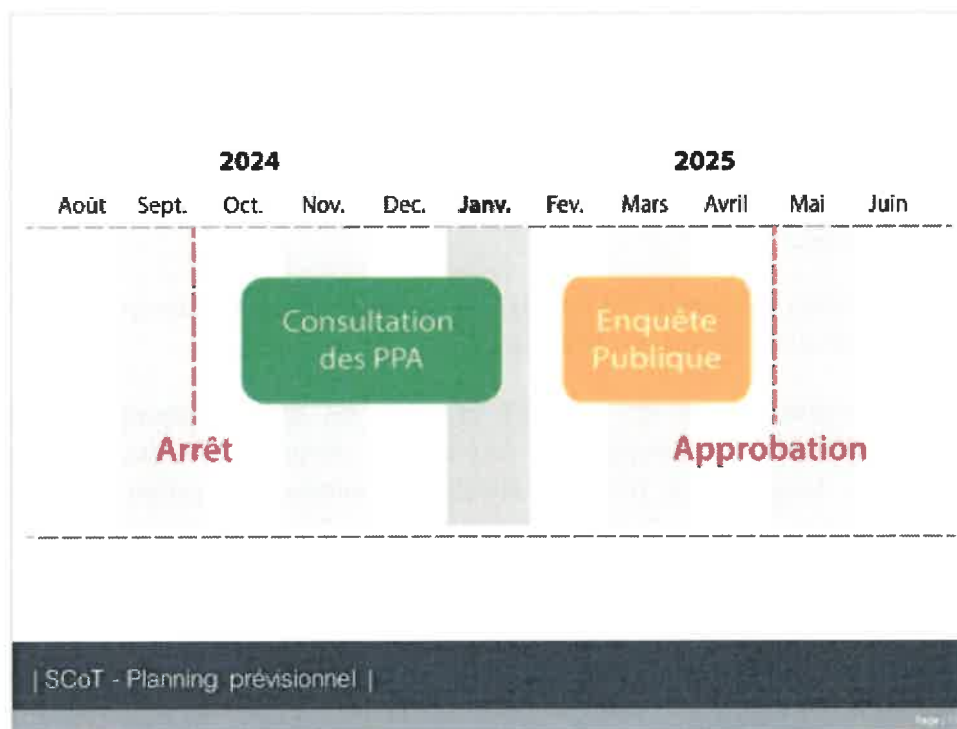 2024 2025
Août Sept. Oct. Nov. Dec. Janv. Fev. Mars Avril Mai Juin
Consultation
des PPA
Enquête
Publique
Arrêt
Approbation
| SCoT - Planning prévisionnel |